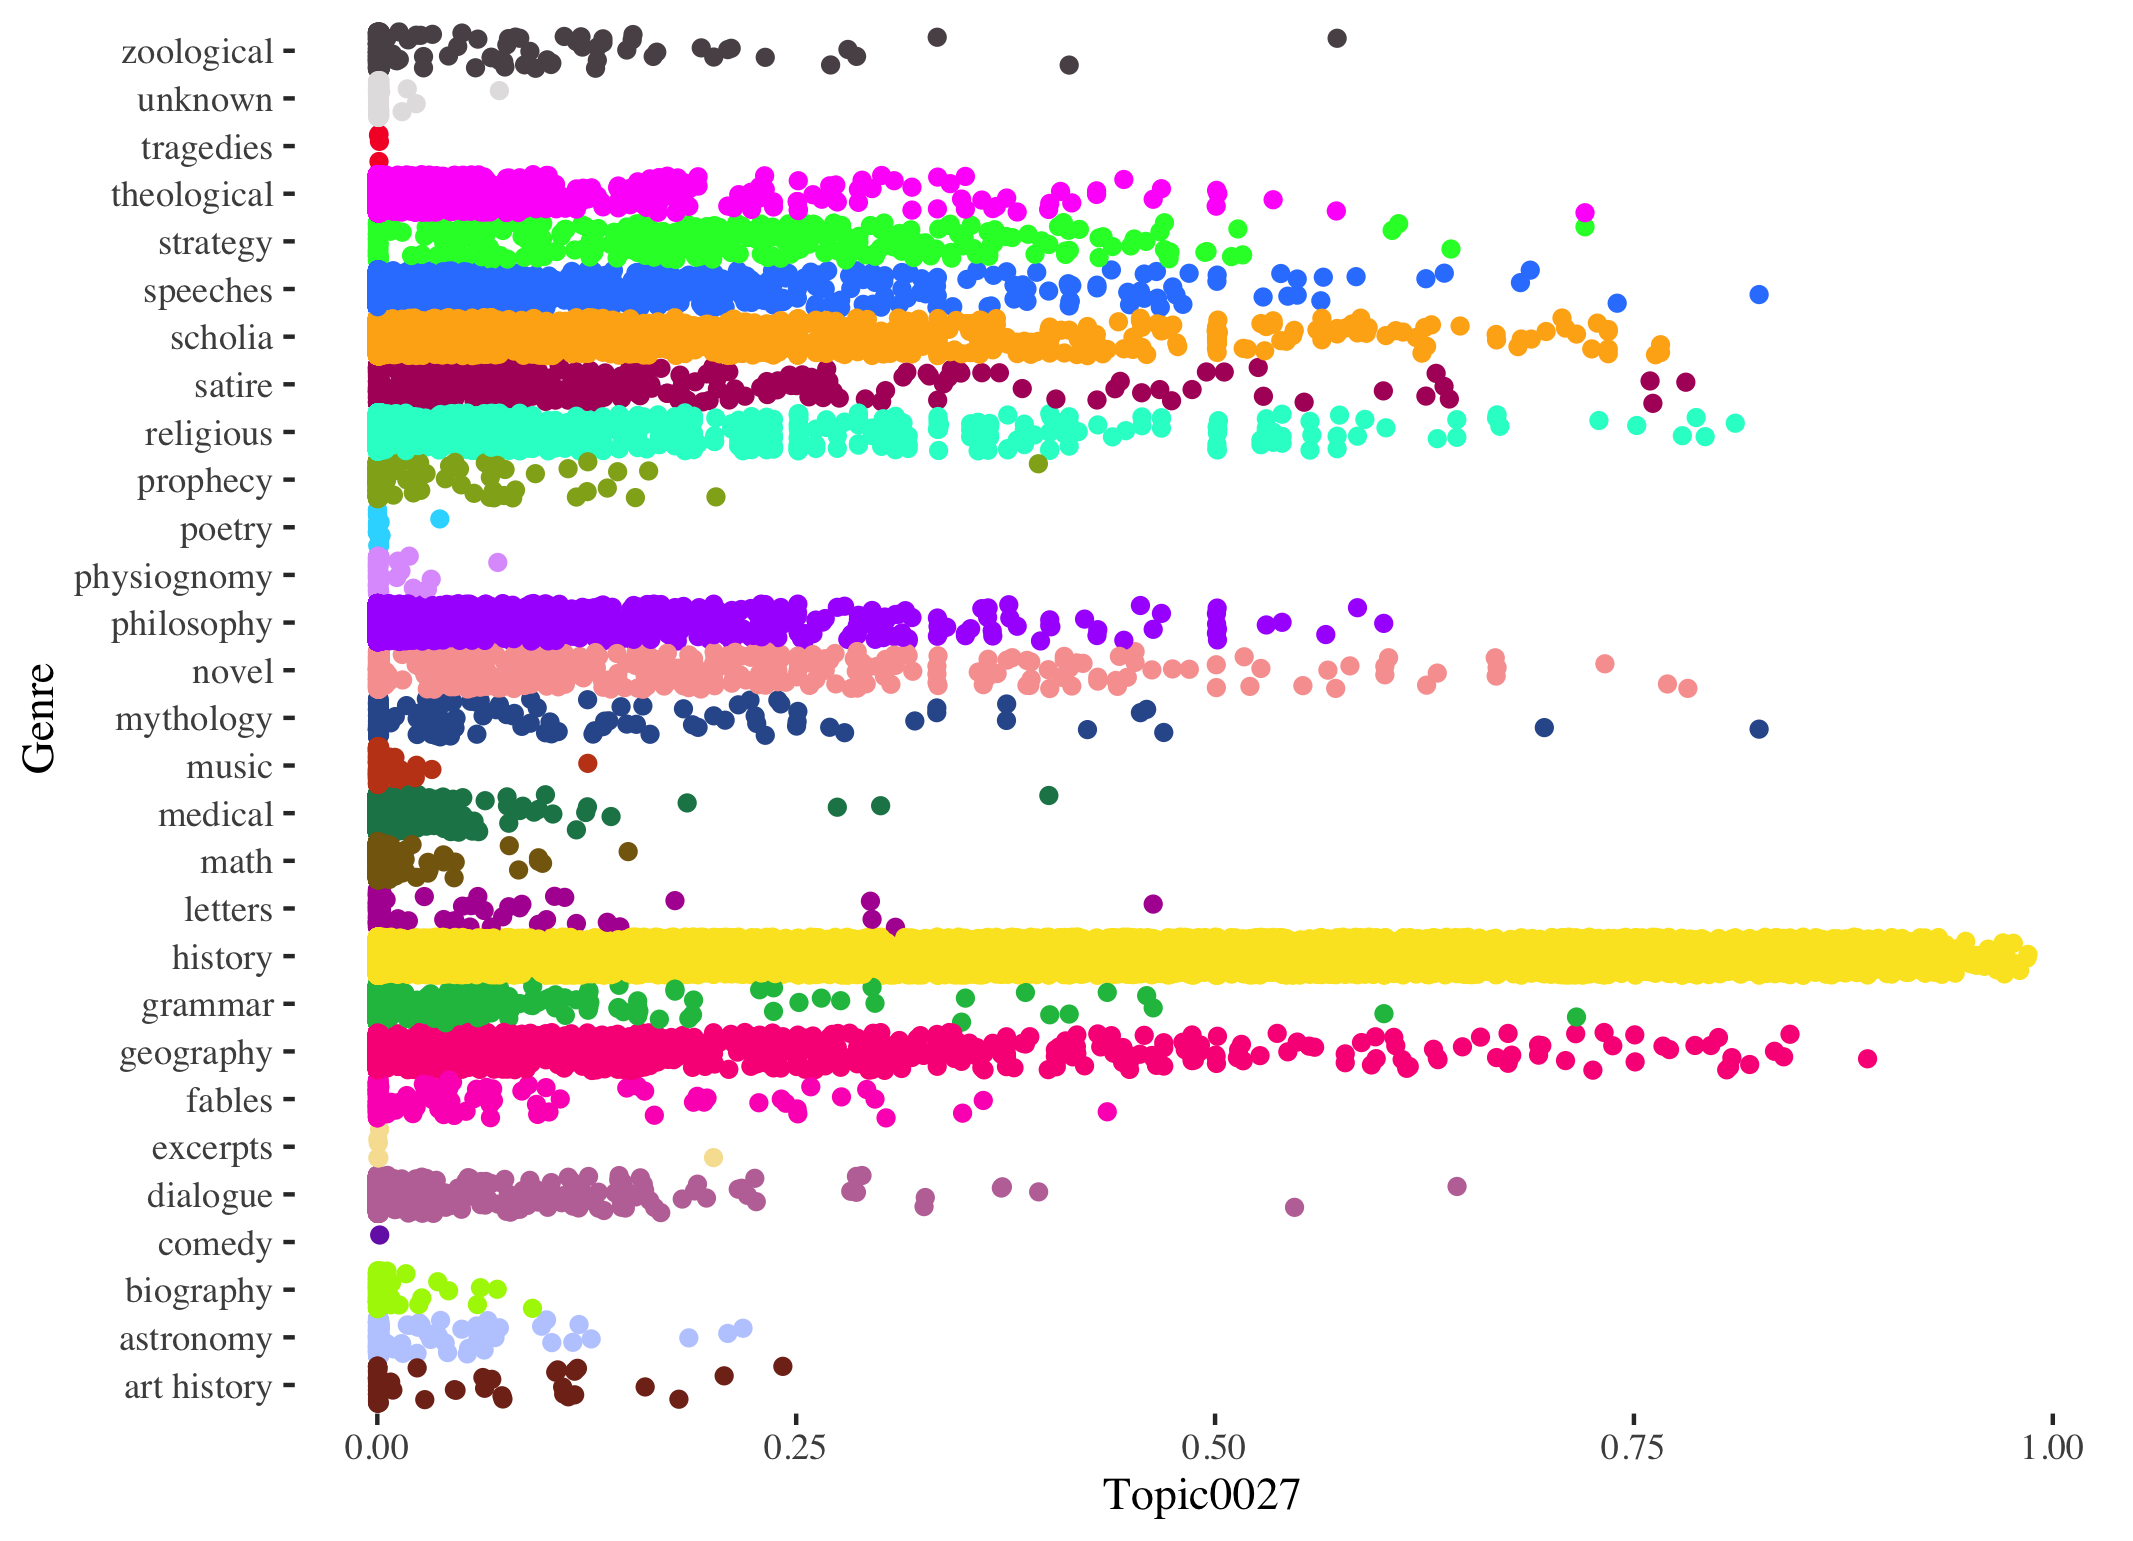 Genre
zoological
unknown
tragedies
theological
strategy
speeches
scholia
satire
religious
prophecy
poetry
physiognomy
philosophy
novel
mythology
music
medical
math
letters
history
grammar
geography
fables
excerpts
dialogue
comedy
biography
astronomy
art history
0.00 0.25 0.50 0.75 1.00
Topic0027